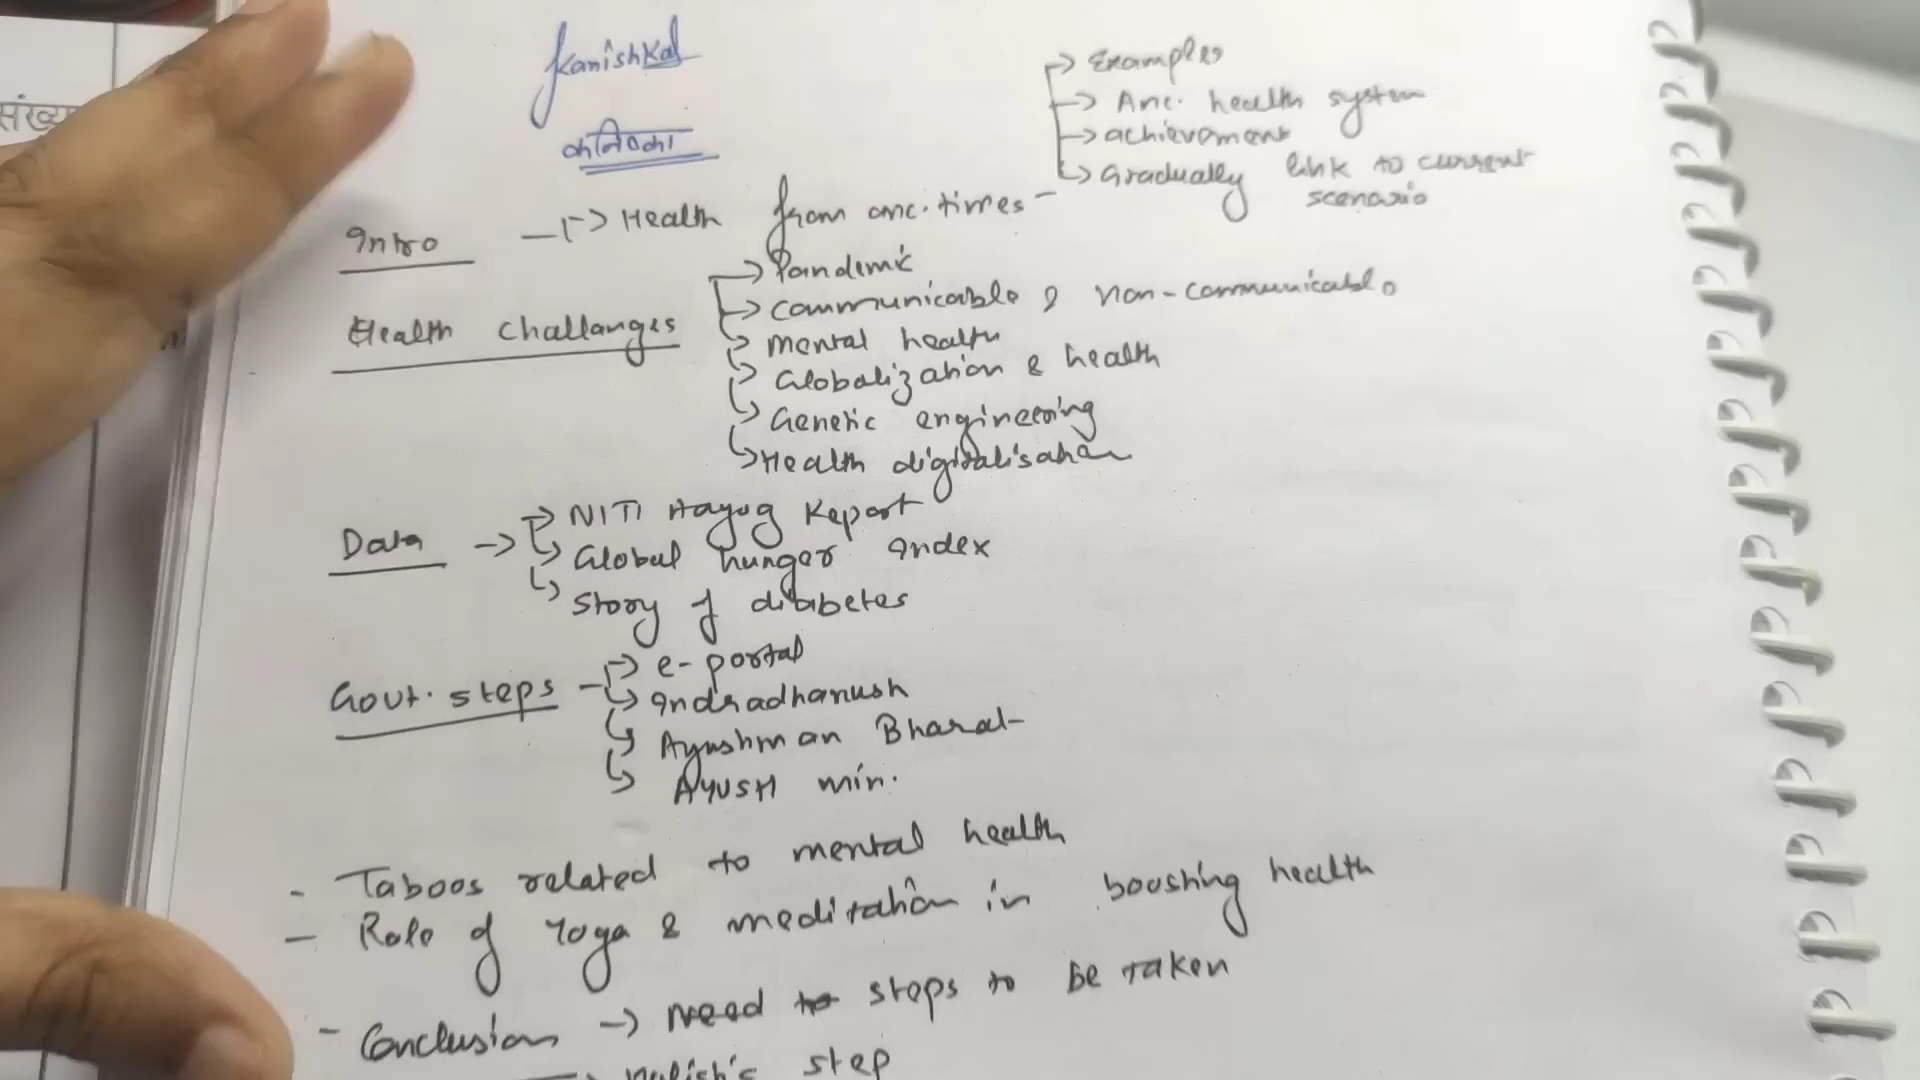 Kanishka
कनिष्का
संख्य
→ Examples
→ Anc. health system
→ achievement
→ Gradually link to current scenario
Intro → Health from anc. times -
Health challanges → Pandemic
→ communicable & non-communicable
→ mental health
→ Globalization & health
→ Genetic engineering
→ Health digitalisation
Data → → NITI Aayog Report
→ Global hunger Index
→ Story of diabetes
Govt. steps → e-portal
→ Indradhanush
→ Ayushman Bharat
→ AYUSH min.
- Taboos related to mental health
- Role of Yoga & meditation in boosting health
- Conclusion → need to steps to be taken
step